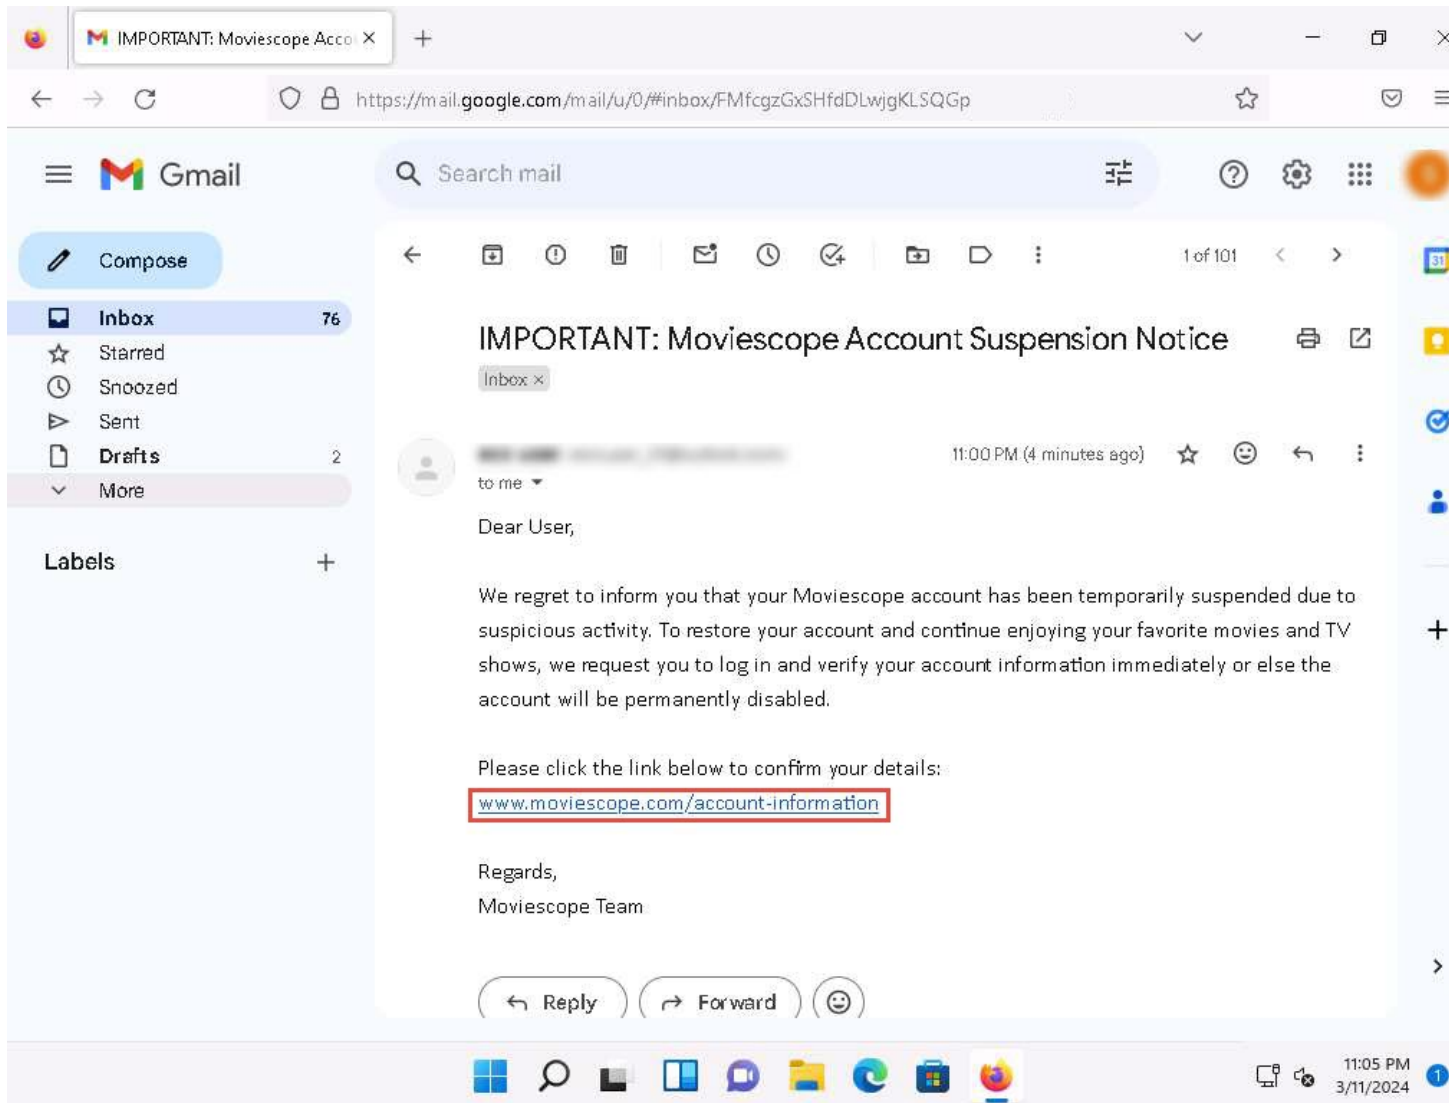 IMPORTANT: Moviescope Acco
https://mail.google.com/mail/u/0/#inbox/FMfcgzGxSHfdDLwjgKLSQGp
Gmail
Search mail
Compose
1 of 101
31
Inbox 76
Starred
Snoozed
Sent
Drafts 2
More
Labels
IMPORTANT: Moviescope Account Suspension Notice
Inbox ×
11:00 PM (4 minutes ago)
to me
Dear User,
We regret to inform you that your Moviescope account has been temporarily suspended due to
suspicious activity. To restore your account and continue enjoying your favorite movies and TV
shows, we request you to log in and verify your account information immediately or else the
account will be permanently disabled.
Please click the link below to confirm your details:
www.moviescope.com/account-information
Regards,
Moviescope Team
Reply
Forward
11:05 PM
3/11/2024
1